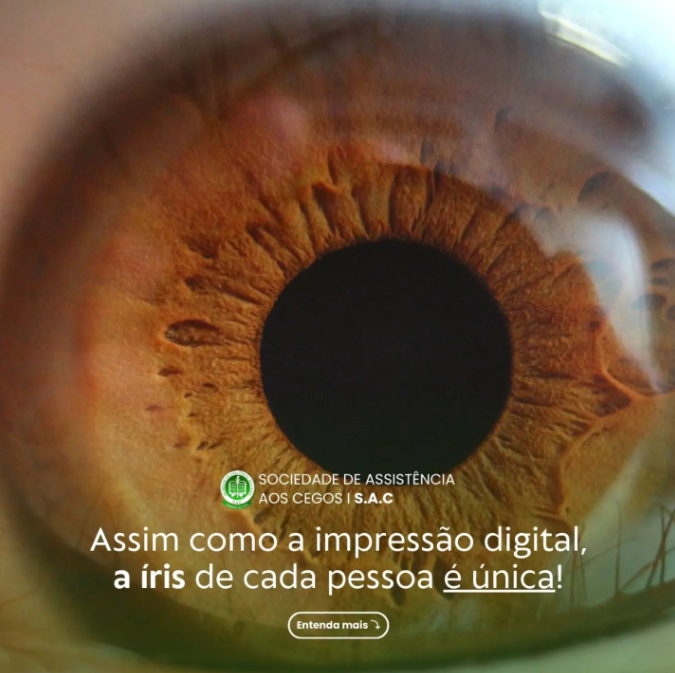 SOCIEDADE DE ASSISTÊNCIA
AOS CEGOS | S.A.C
Assim como a impressão digital,
a íris de cada pessoa é única!
Entenda mais